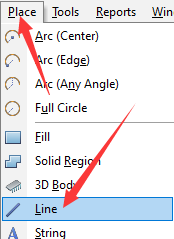 Place Tools Reports Win
Arc (Center)
Arc (Edge)
Arc (Any Angle)
Full Circle
Fill
Solid Region
3D Body
Line
String